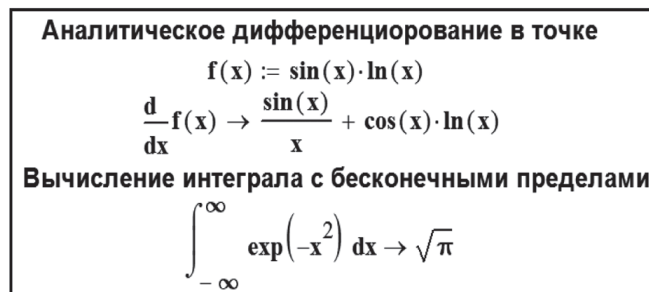 Аналитическое дифференциорование в точке
f(x) := sin(x)·ln(x)
d/dx f(x) → sin(x)/x + cos(x)·ln(x)
Вычисление интеграла с бесконечными пределами
∫_{-∞}^{∞} exp(-x^2) dx → √π